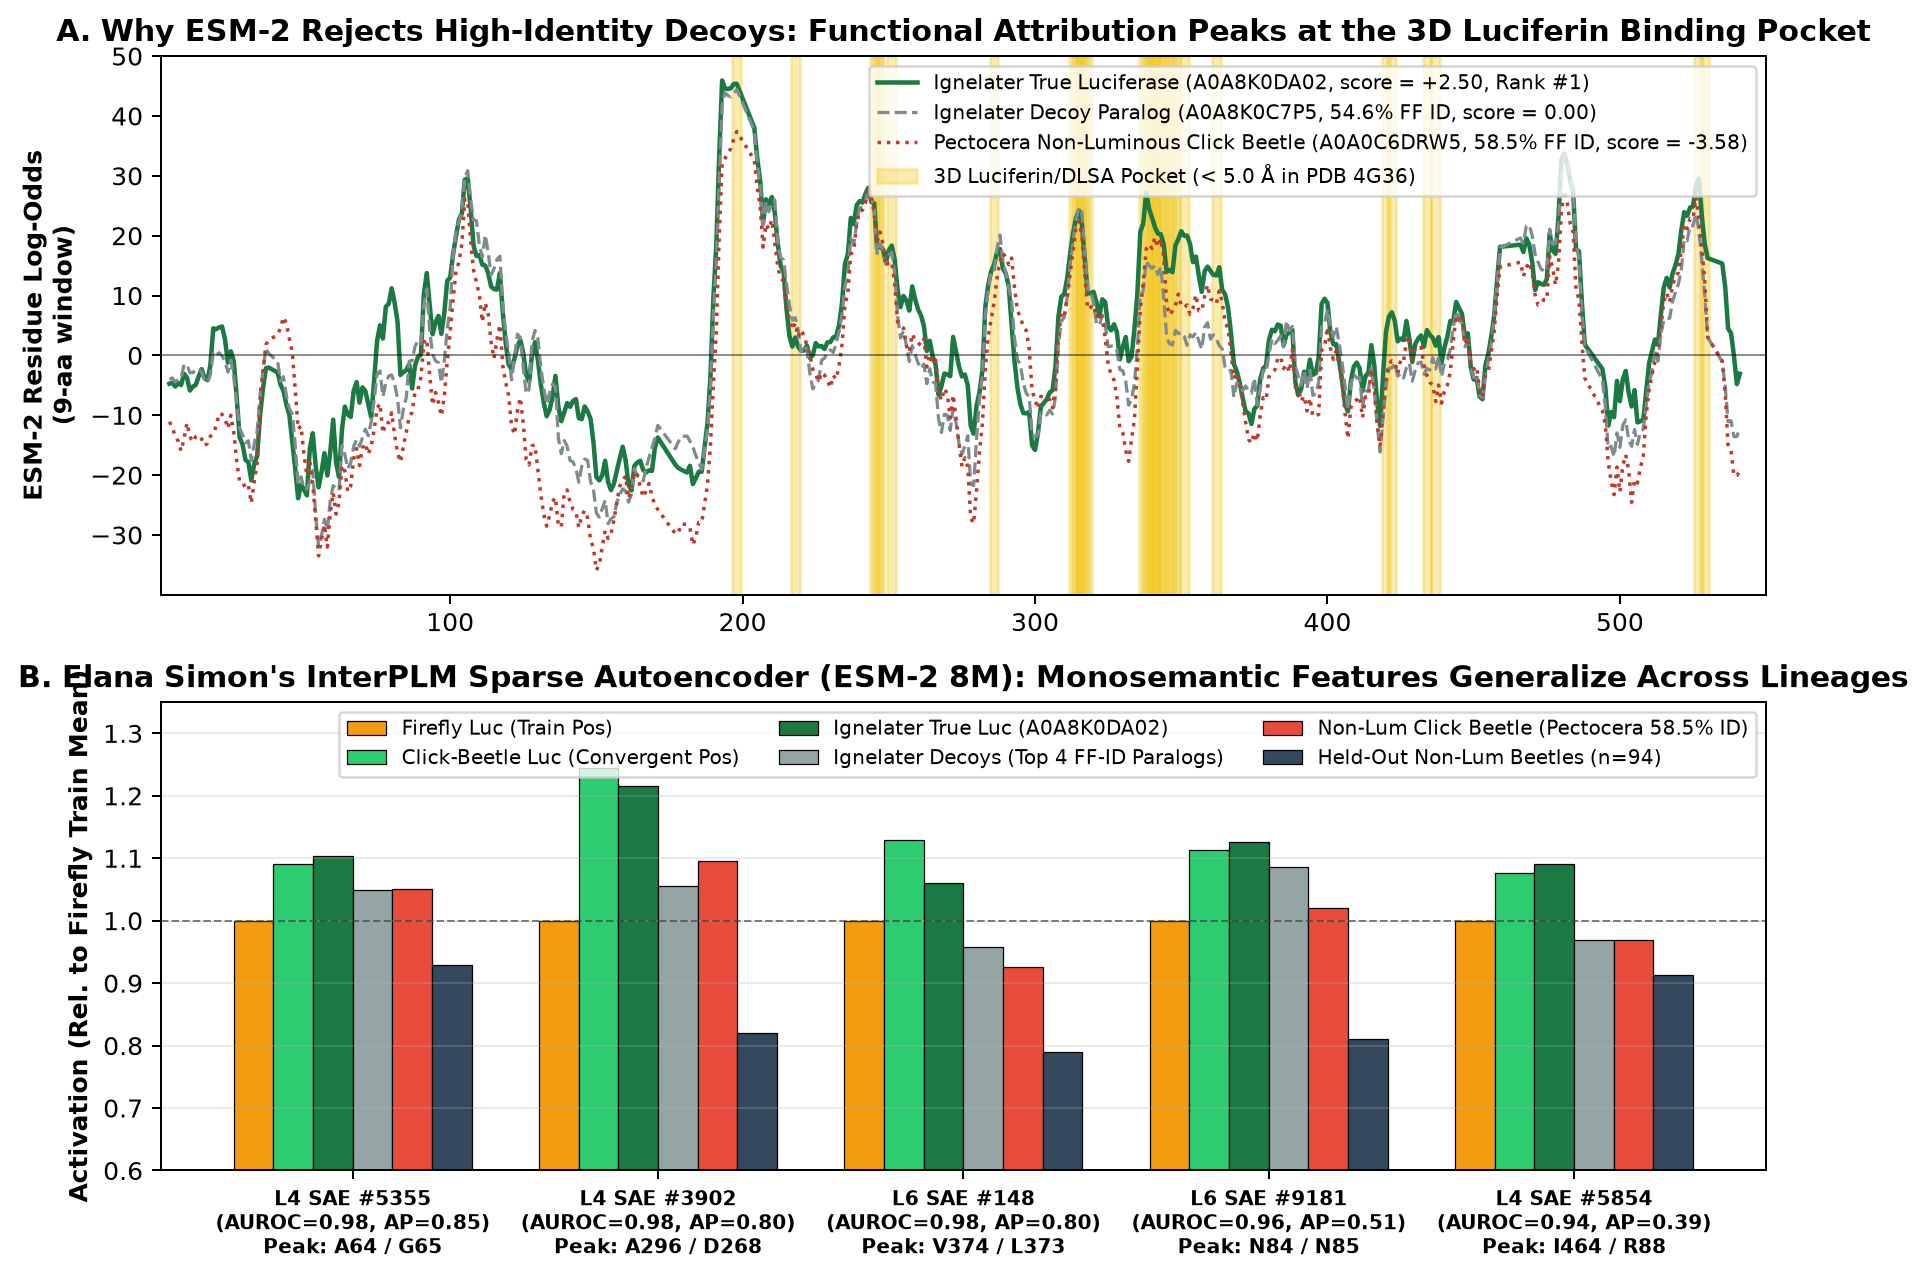 A. Why ESM-2 Rejects High-Identity Decoys: Functional Attribution Peaks at the 3D Luciferin Binding Pocket
50
40
30
20
10
0
−10
−20
−30
ESM-2 Residue Log-Odds
(9-aa window)
Ignelater True Luciferase (A0A8K0DA02, score = +2.50, Rank #1)
Ignelater Decoy Paralog (A0A8K0C7P5, 54.6% FF ID, score = 0.00)
Pectocera Non-Luminous Click Beetle (A0A0C6DRW5, 58.5% FF ID, score = -3.58)
3D Luciferin/DLSA Pocket (< 5.0 Å in PDB 4G36)
100
200
300
400
500
B. Elana Simon's InterPLM Sparse Autoencoder (ESM-2 8M): Monosemantic Features Generalize Across Lineages
Activation (Rel. to Firefly Train Mean)
1.3
1.2
1.1
1.0
0.9
0.8
0.7
0.6
Firefly Luc (Train Pos)
Click-Beetle Luc (Convergent Pos)
Ignelater True Luc (A0A8K0DA02)
Ignelater Decoys (Top 4 FF-ID Paralogs)
Non-Lum Click Beetle (Pectocera 58.5% ID)
Held-Out Non-Lum Beetles (n=94)
L4 SAE #5355
(AUROC=0.98, AP=0.85)
Peak: A64 / G65
L4 SAE #3902
(AUROC=0.98, AP=0.80)
Peak: A296 / D268
L6 SAE #148
(AUROC=0.98, AP=0.80)
Peak: V374 / L373
L6 SAE #9181
(AUROC=0.96, AP=0.51)
Peak: N84 / N85
L4 SAE #5854
(AUROC=0.94, AP=0.39)
Peak: I464 / R88